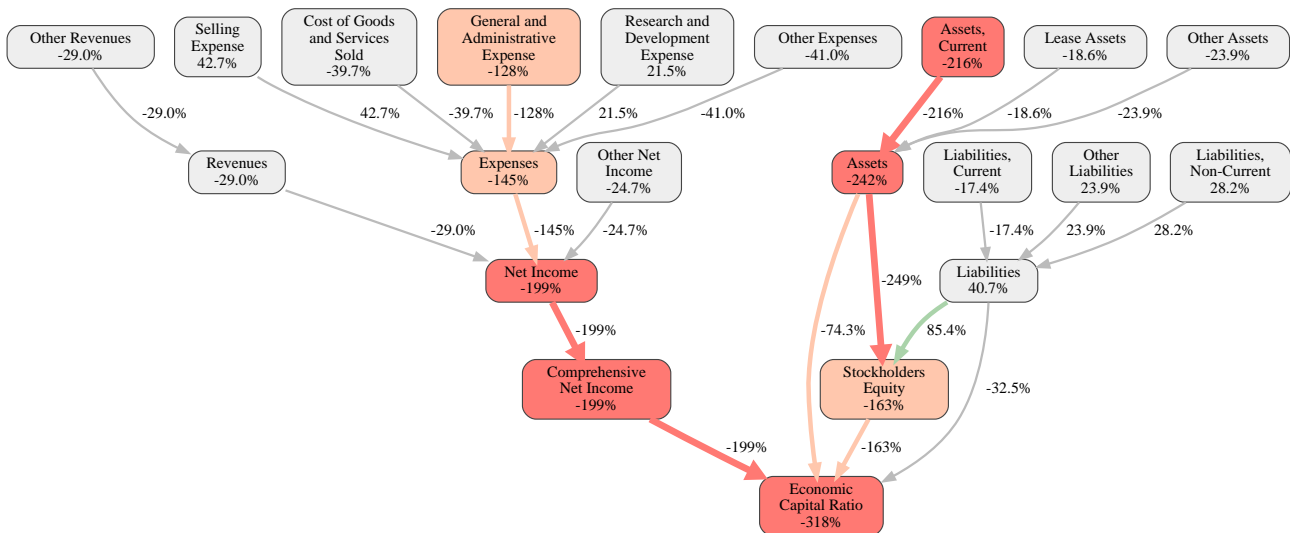 Other Revenues
-29.0%
Selling
Expense
42.7%
Cost of Goods
and Services
Sold
-39.7%
General and
Administrative
Expense
-128%
Research and
Development
Expense
21.5%
Other Expenses
-41.0%
Assets,
Current
-216%
Lease Assets
-18.6%
Other Assets
-23.9%
-29.0%
42.7%
-39.7%
-128%
21.5%
-41.0%
-216%
-18.6%
-23.9%
Revenues
-29.0%
Expenses
-145%
Other Net
Income
-24.7%
Assets
-242%
Liabilities,
Current
-17.4%
Other
Liabilities
23.9%
Liabilities,
Non-Current
28.2%
-29.0%
-145%
-24.7%
-17.4%
23.9%
28.2%
Net Income
-199%
-249%
Liabilities
40.7%
-199%
-74.3%
85.4%
Comprehensive
Net Income
-199%
Stockholders
Equity
-163%
-32.5%
-199%
-163%
Economic
Capital Ratio
-318%